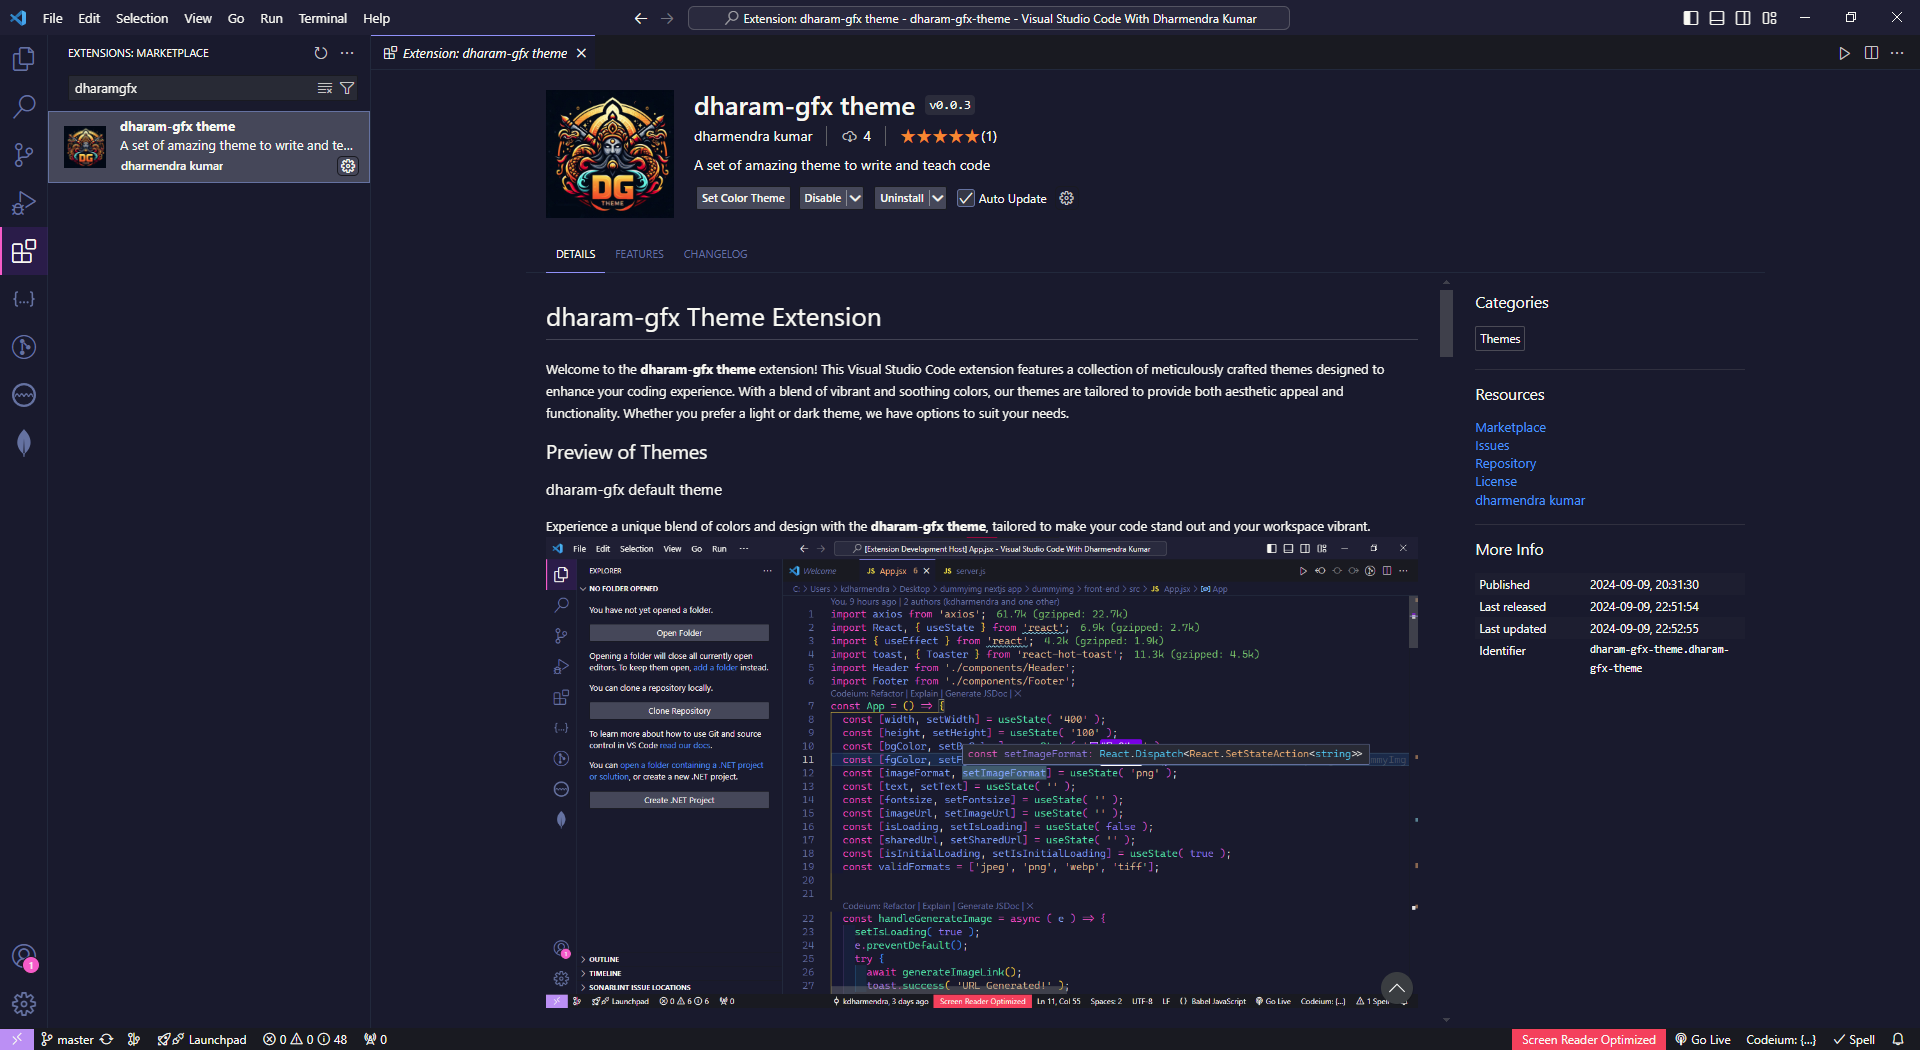 File Edit Selection View Go Run Terminal Help
Extension: dharam-gfx theme - dharam-gfx-theme - Visual Studio Code With Dharmendra Kumar
EXTENSIONS: MARKETPLACE
dharamgfx
dharam-gfx theme
A set of amazing theme to write and te...
dharmendra kumar
Extension: dharam-gfx theme
DG
THEME
dharam-gfx theme v0.0.3
dharmendra kumar 4 (1)
A set of amazing theme to write and teach code
Set Color Theme Disable Uninstall Auto Update
DETAILS FEATURES CHANGELOG
dharam-gfx Theme Extension
Welcome to the dharam-gfx theme extension! This Visual Studio Code extension features a collection of meticulously crafted themes designed to
enhance your coding experience. With a blend of vibrant and soothing colors, our themes are tailored to provide both aesthetic appeal and
functionality. Whether you prefer a light or dark theme, we have options to suit your needs.
Preview of Themes
dharam-gfx default theme
Experience a unique blend of colors and design with the dharam-gfx theme, tailored to make your code stand out and your workspace vibrant.
File Edit Selection View Go Run ···
[Extension Development Host] App.jsx - Visual Studio Code With Dharmendra Kumar
EXPLORER
NO FOLDER OPENED
You have not yet opened a folder.
Open Folder
Opening a folder will close all currently open
editors. To keep them open, add a folder instead.
You can clone a repository locally.
Clone Repository
To learn more about how to use Git and source
control in VS Code read our docs.
You can open a folder containing a .NET project
or solution, or create a new .NET project.
Create .NET Project
OUTLINE
TIMELINE
SONARLINT ISSUE LOCATIONS
Welcome JS App.jsx 6 JS server.js
C: > Users > kdharmendra > Desktop > dummyimg nextjs app > dummyimg > front-end > src > JS App.jsx > App
You, 9 hours ago | 2 authors (kdharmendra and one other)
1 import axios from 'axios'; 61.7k (gzipped: 22.7k)
2 import React, { useState } from 'react'; 6.9k (gzipped: 2.7k)
3 import { useEffect } from 'react'; 4.2k (gzipped: 1.9k)
4 import toast, { Toaster } from 'react-hot-toast'; 11.3k (gzipped: 4.5k)
5 import Header from './components/Header';
6 import Footer from './components/Footer';
Codeium: Refactor | Explain | Generate JSDoc | X
7 const App = () => {
8 const [width, setWidth] = useState( '400' );
9 const [height, setHeight] = useState( '100' );
10 const [bgColor,
const setImageFormat: React.Dispatch<React.SetStateAction<string>>
11 const [fgColor,
12 const [imageFormat, setImageFormat] = useState( 'png' );
13 const [text, setText] = useState( '' );
14 const [fontsize, setFontsize] = useState( '' );
15 const [imageUrl, setImageUrl] = useState( '' );
16 const [isLoading, setIsLoading] = useState( false );
17 const [sharedUrl, setSharedUrl] = useState( '' );
18 const [isInitialLoading, setIsInitialLoading] = useState( true );
19 const validFormats = ['jpeg', 'png', 'webp', 'tiff'];
20
21
Codeium: Refactor | Explain | Generate JSDoc | X
22 const handleGenerateImage = async ( e ) => {
23 setIsLoading( true );
24 e.preventDefault();
25 try {
26 await generateImageLink();
27 toast.success( 'URL Generated!' );
Launchpad 0 6 6 0
kdharmendra, 3 days ago Screen Reader Optimized Ln 11, Col 55 Spaces: 2 UTF-8 LF {} Babel JavaScript Go Live Codeium: {...} 1 Spell
Categories
Themes
Resources
Marketplace
Issues
Repository
License
dharmendra kumar
More Info
Published 2024-09-09, 20:31:30
Last released 2024-09-09, 22:51:54
Last updated 2024-09-09, 22:52:55
Identifier dharam-gfx-theme.dharam-
gfx-theme
1
master Launchpad 0 0 48 0
Screen Reader Optimized Go Live Codeium: {...} Spell